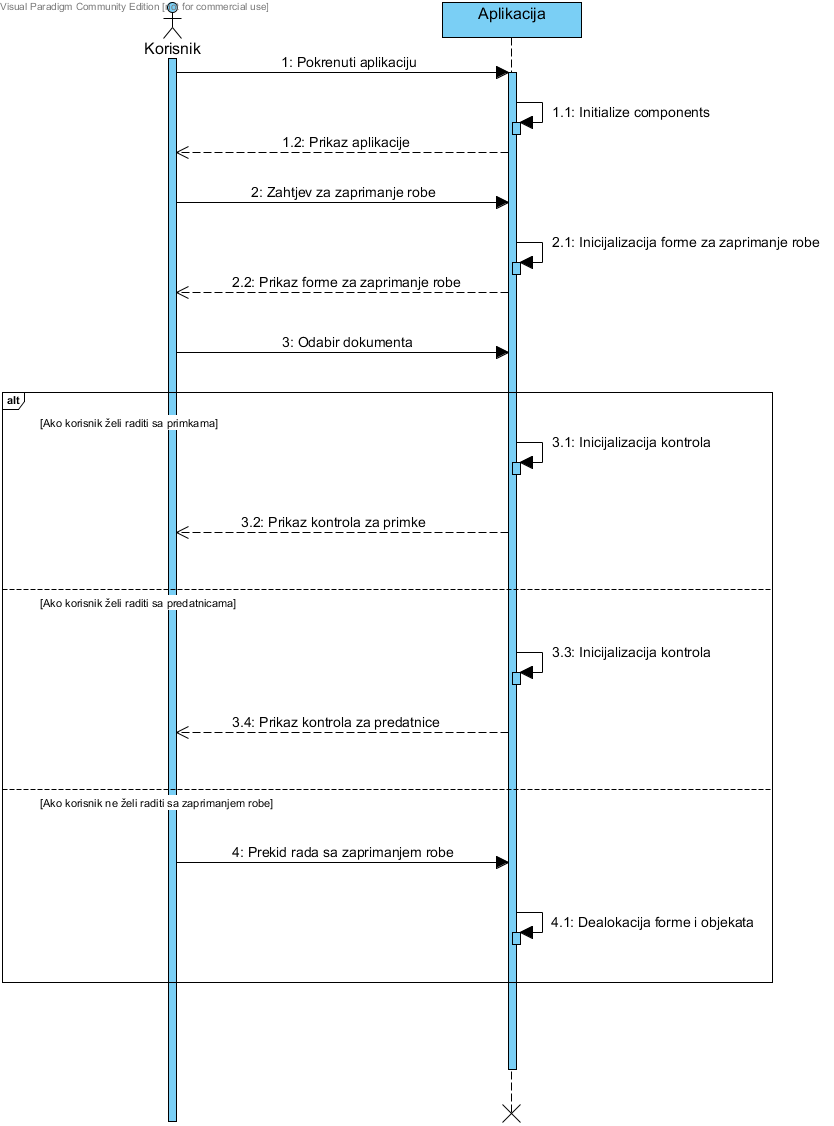 Visual Paradigm Community Edition [not for commercial use]
Aplikacija
Korisnik
1: Pokrenuti aplikaciju
1.1: Initialize components
1.2: Prikaz aplikacije
2: Zahtjev za zaprimanje robe
2.1: Inicijalizacija forme za zaprimanje robe
2.2: Prikaz forme za zaprimanje robe
3: Odabir dokumenta
alt
[Ako korisnik želi raditi sa primkama]
3.1: Inicijalizacija kontrola
3.2: Prikaz kontrola za primke
[Ako korisnik želi raditi sa predatnicama]
3.3: Inicijalizacija kontrola
3.4: Prikaz kontrola za predatnice
[Ako korisnik ne želi raditi sa zaprimanjem robe]
4: Prekid rada sa zaprimanjem robe
4.1: Dealokacija forme i objekata